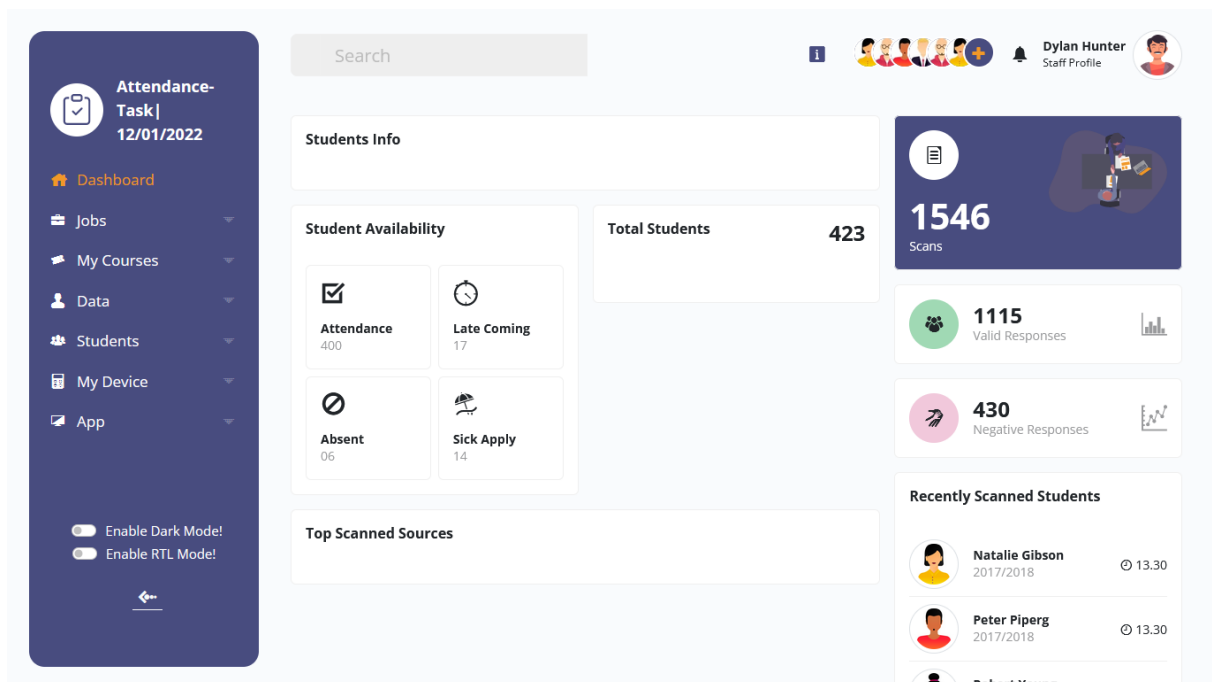 Attendance-
Task|
12/01/2022
Dashboard
Jobs
My Courses
Data
Students
My Device
App
Enable Dark Mode!
Enable RTL Mode!
Search
i
Dylan Hunter
Staff Profile
Students Info
Student Availability
Attendance
400
Late Coming
17
Absent
06
Sick Apply
14
Total Students
423
Top Scanned Sources
1546
Scans
1115
Valid Responses
430
Negative Responses
Recently Scanned Students
Natalie Gibson
2017/2018
13.30
Peter Piperg
2017/2018
13.30